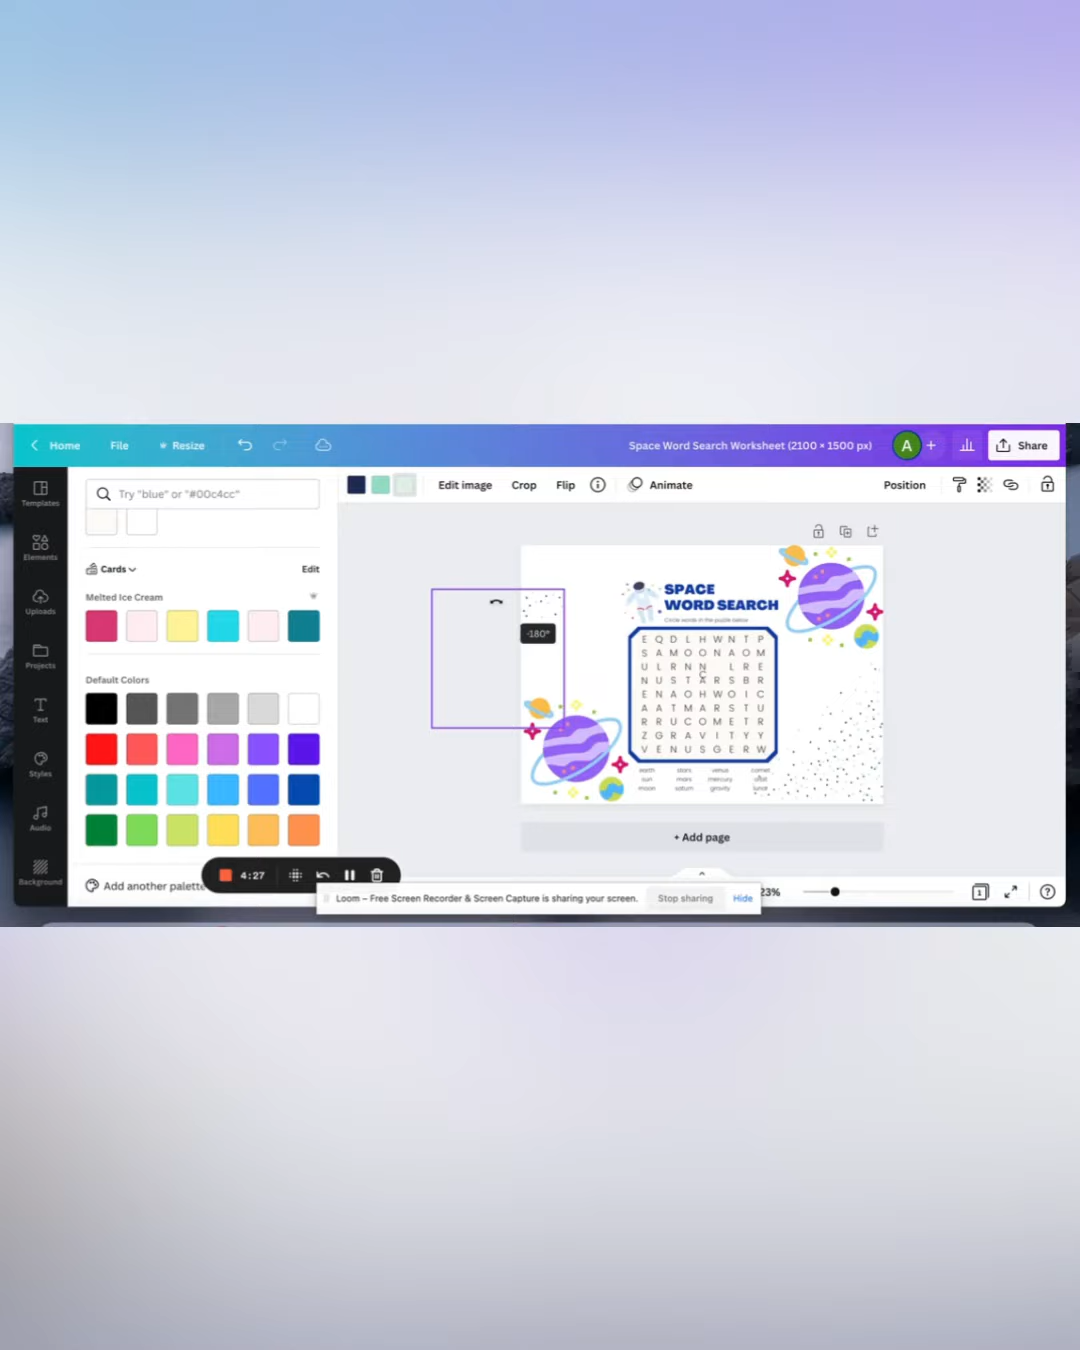 Home File Resize Space Word Search Worksheet (2100 × 1500 px) A + Share
Templates
Elements
Uploads
Projects
Text
Styles
Audio
Background
Try "blue" or "#00c4cc"
Cards Edit
Melted Ice Cream
Default Colors
Add another palette
Edit image Crop Flip Animate Position
-180°
SPACE
WORD SEARCH
Circle words in the puzzle below
E Q D L H W N T P
S A M O O N A O M
U L R N N L R E
C
N U S T A R S B R
E N A O H W O I C
A A T M A R S T U
R R U C O M E T R
Z G R A V I T Y Y
V E N U S G E R W
earth stars venus comet
sun mars mercury orbit
moon saturn gravity lunar
+ Add page
4:27
Loom – Free Screen Recorder & Screen Capture is sharing your screen. Stop sharing Hide
23% 1 ?